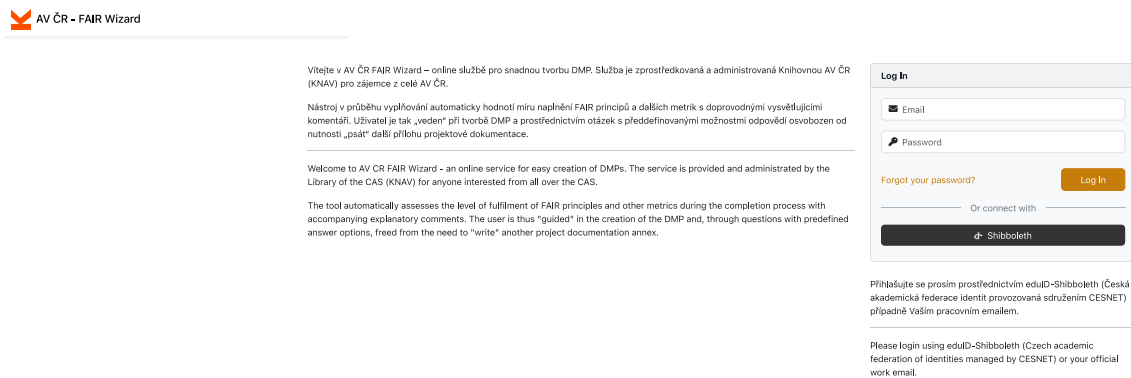 AV ČR - FAIR Wizard
Vítejte v AV ČR FAIR Wizard – online službě pro snadnou tvorbu DMP. Služba je zprostředkovaná a administrovaná Knihovnou AV ČR
(KNAV) pro zájemce z celé AV ČR.
Nástroj v průběhu vyplňování automaticky hodnotí míru naplnění FAIR principů a dalších metrik s doprovodnými vysvětlujícími
komentáři. Uživatel je tak „veden" při tvorbě DMP a prostřednictvím otázek s předdefinovanými možnostmi odpovědí osvobozen od
nutnosti „psát" další přílohu projektové dokumentace.
Welcome to AV CR FAIR Wizard - an online service for easy creation of DMPs. The service is provided and administrated by the
Library of the CAS (KNAV) for anyone interested from all over the CAS.
The tool automatically assesses the level of fulfilment of FAIR principles and other metrics during the completion process with
accompanying explanatory comments. The user is thus "guided" in the creation of the DMP and, through questions with predefined
answer options, freed from the need to "write" another project documentation annex.
Log In
Email
Password
Forgot your password?
Log In
Or connect with
Shibboleth
Přihlašujte se prosím prostřednictvím eduID-Shibboleth (Česká
akademická federace identit provozovaná sdružením CESNET)
případně Vaším pracovním emailem.
Please login using eduID-Shibboleth (Czech academic
federation of identities managed by CESNET) or your official
work email.